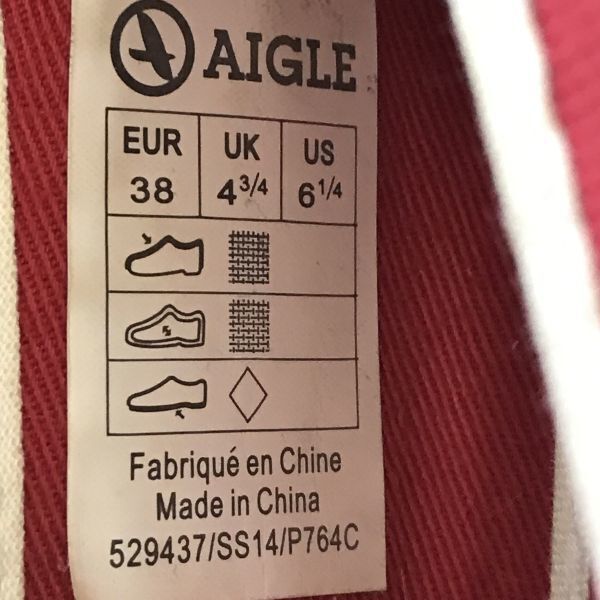 AIGLE
EUR UK US
38 4 3/4 6 1/4
Fabriqué en Chine
Made in China
529437/SS14/P764C